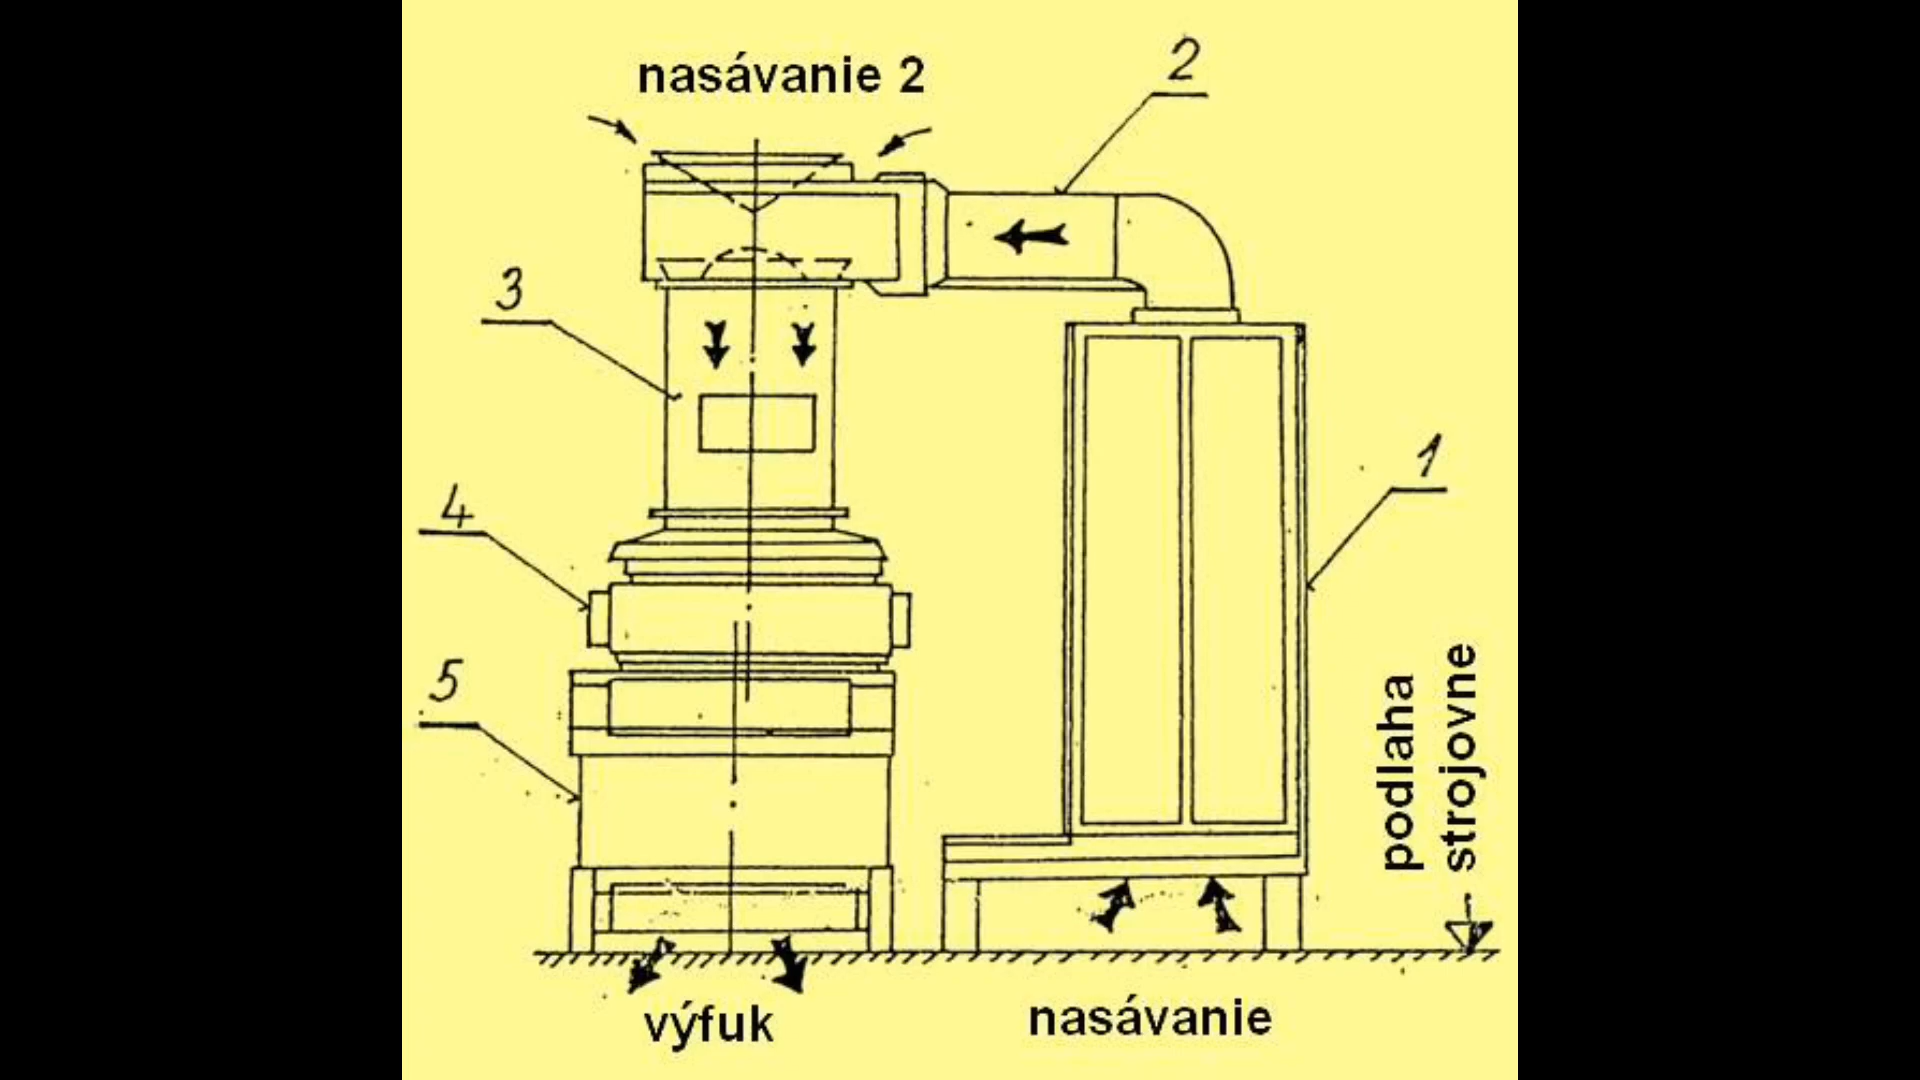 nasávanie 2
2
3
1
4
5
podlaha
strojovne
výfuk
nasávanie